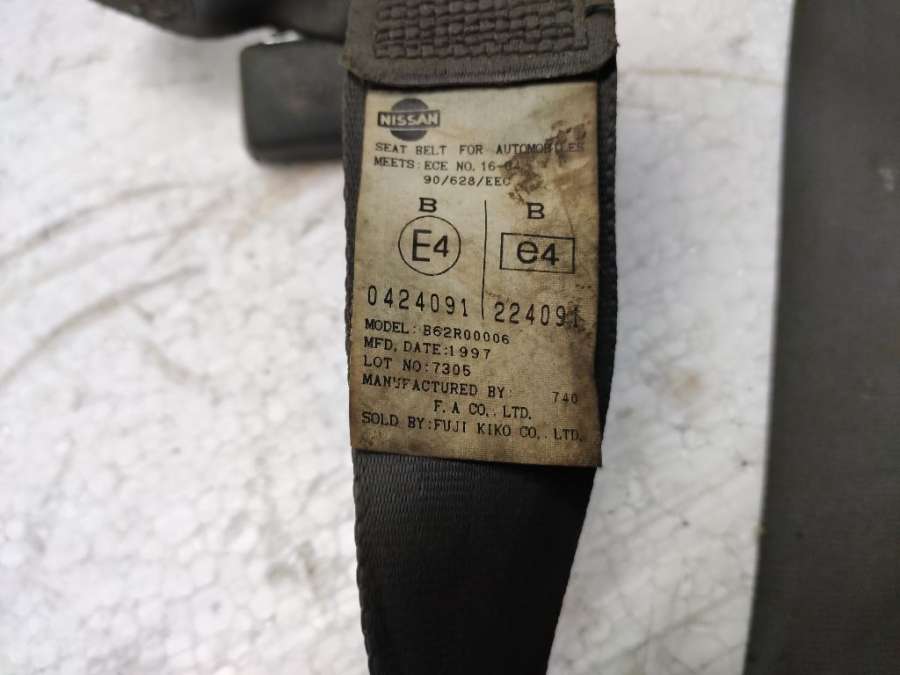 NISSAN
SEAT BELT FOR AUTOMOBILES
MEETS: ECE NO. 16-04
90/628/EEC
B B
E4 e4
0424091 224091
MODEL: B62R00006
MFD, DATE:1997
LOT NO:7305
MANUFACTURED BY: 740
F. A CO,. LTD.
SOLD BY:FUJI KIKO CO,. LTD.